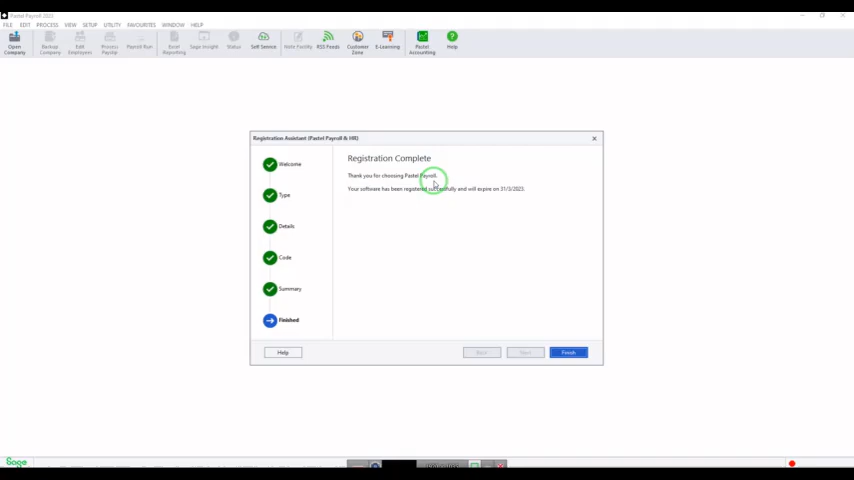 Pastel Payroll 2023
FILE EDIT PROCESS VIEW SETUP UTILITY FAVOURITES WINDOW HELP
Open Company
Backup Company
Edit Employees
Process Payslip
Payroll Run
Excel Reporting
Sage Insight
Status
Self Service
Note Facility
RSS Feeds
Customer Zone
E-Learning
Pastel Accounting
Help
Registration Assistant (Pastel Payroll & HR)
Welcome
Type
Details
Code
Summary
Finished
Registration Complete
Thank you for choosing Pastel Payroll.
Your software has been registered successfully and will expire on 31/3/2023.
Help
Back
Next
Finish
Sage